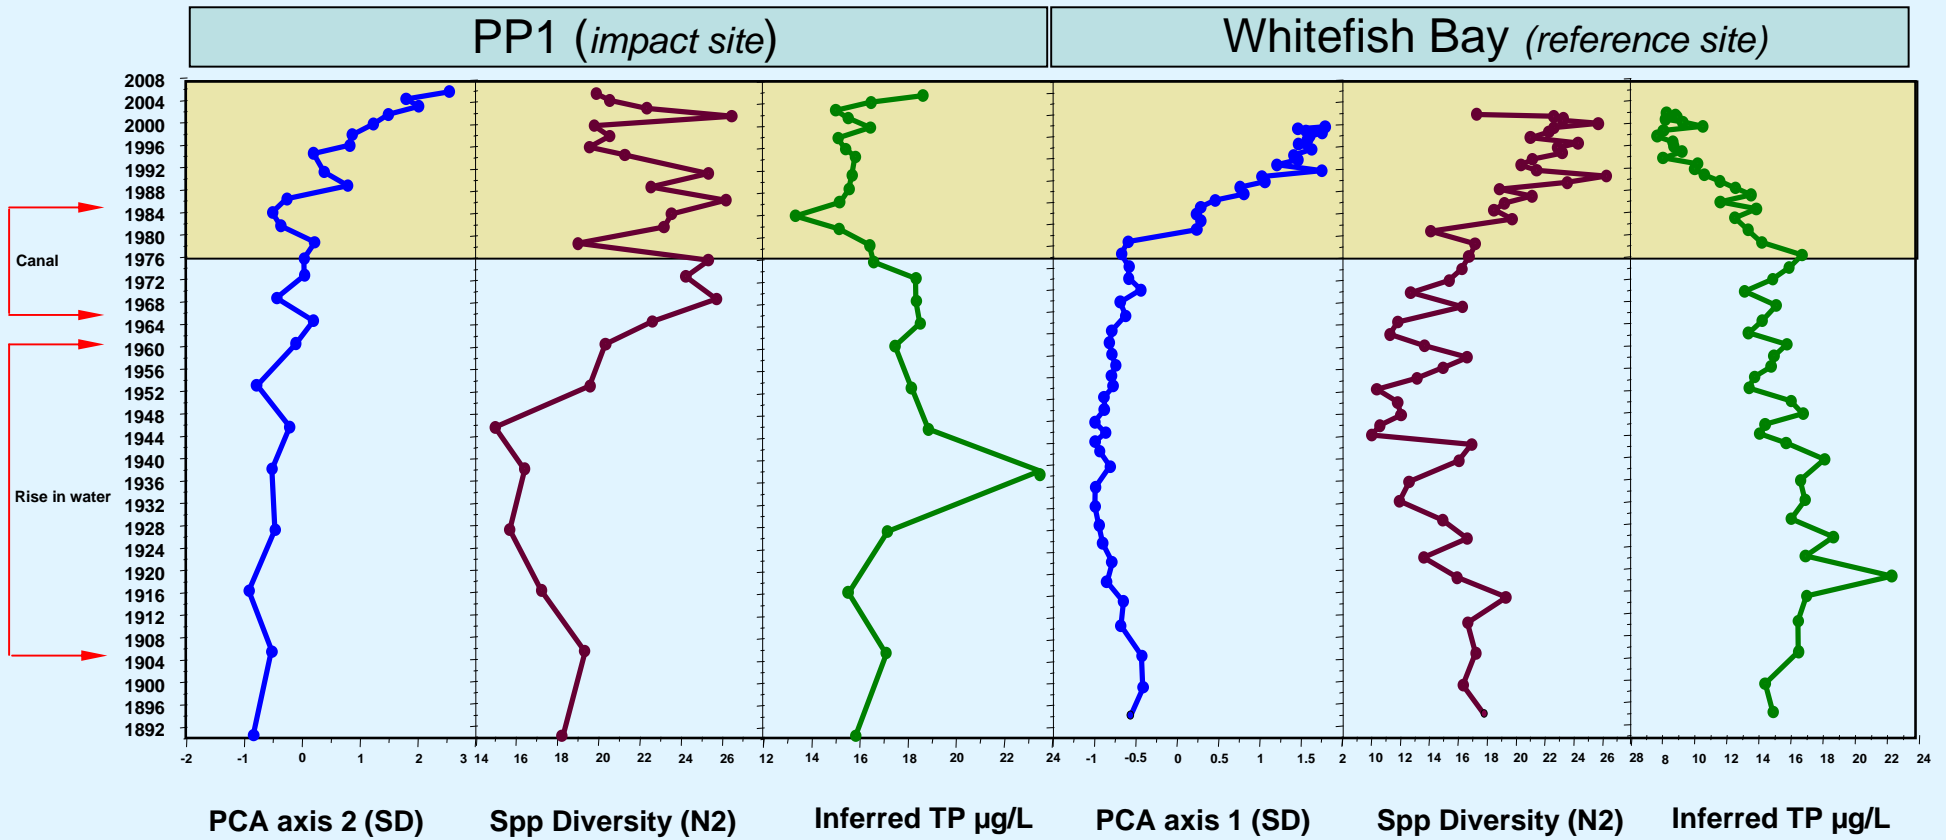 PP1 (impact site)
Whitefish Bay (reference site)
2008
2004
2000
1996
1992
1988
1984
1980
1976
1972
1968
1964
1960
1956
1952
1948
1944
1940
1936
1932
1928
1924
1920
1916
1912
1908
1904
1900
1896
1892
Canal
Rise in water
-2 -1 0 1 2 3 14 16 18 20 22 24 26 12 14 16 18 20 22 24 -1 -0.5 0 0.5 1 1.5 2 10 12 14 16 18 20 22 24 26 28 8 10 12 14 16 18 20 22 24
PCA axis 2 (SD)
Spp Diversity (N2)
Inferred TP µg/L
PCA axis 1 (SD)
Spp Diversity (N2)
Inferred TP µg/L